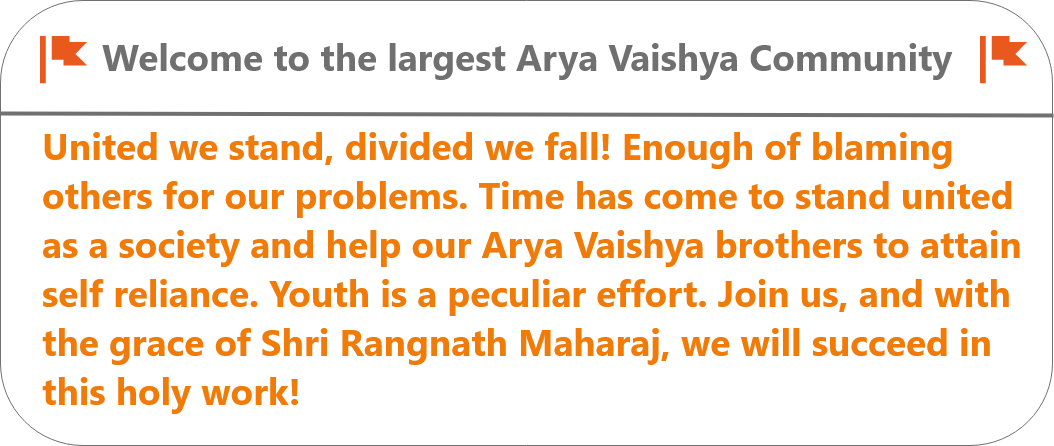 Welcome to the largest Arya Vaishya Community
United we stand, divided we fall! Enough of blaming
others for our problems. Time has come to stand united
as a society and help our Arya Vaishya brothers to attain
self reliance. Youth is a peculiar effort. Join us, and with
the grace of Shri Rangnath Maharaj, we will succeed in
this holy work!